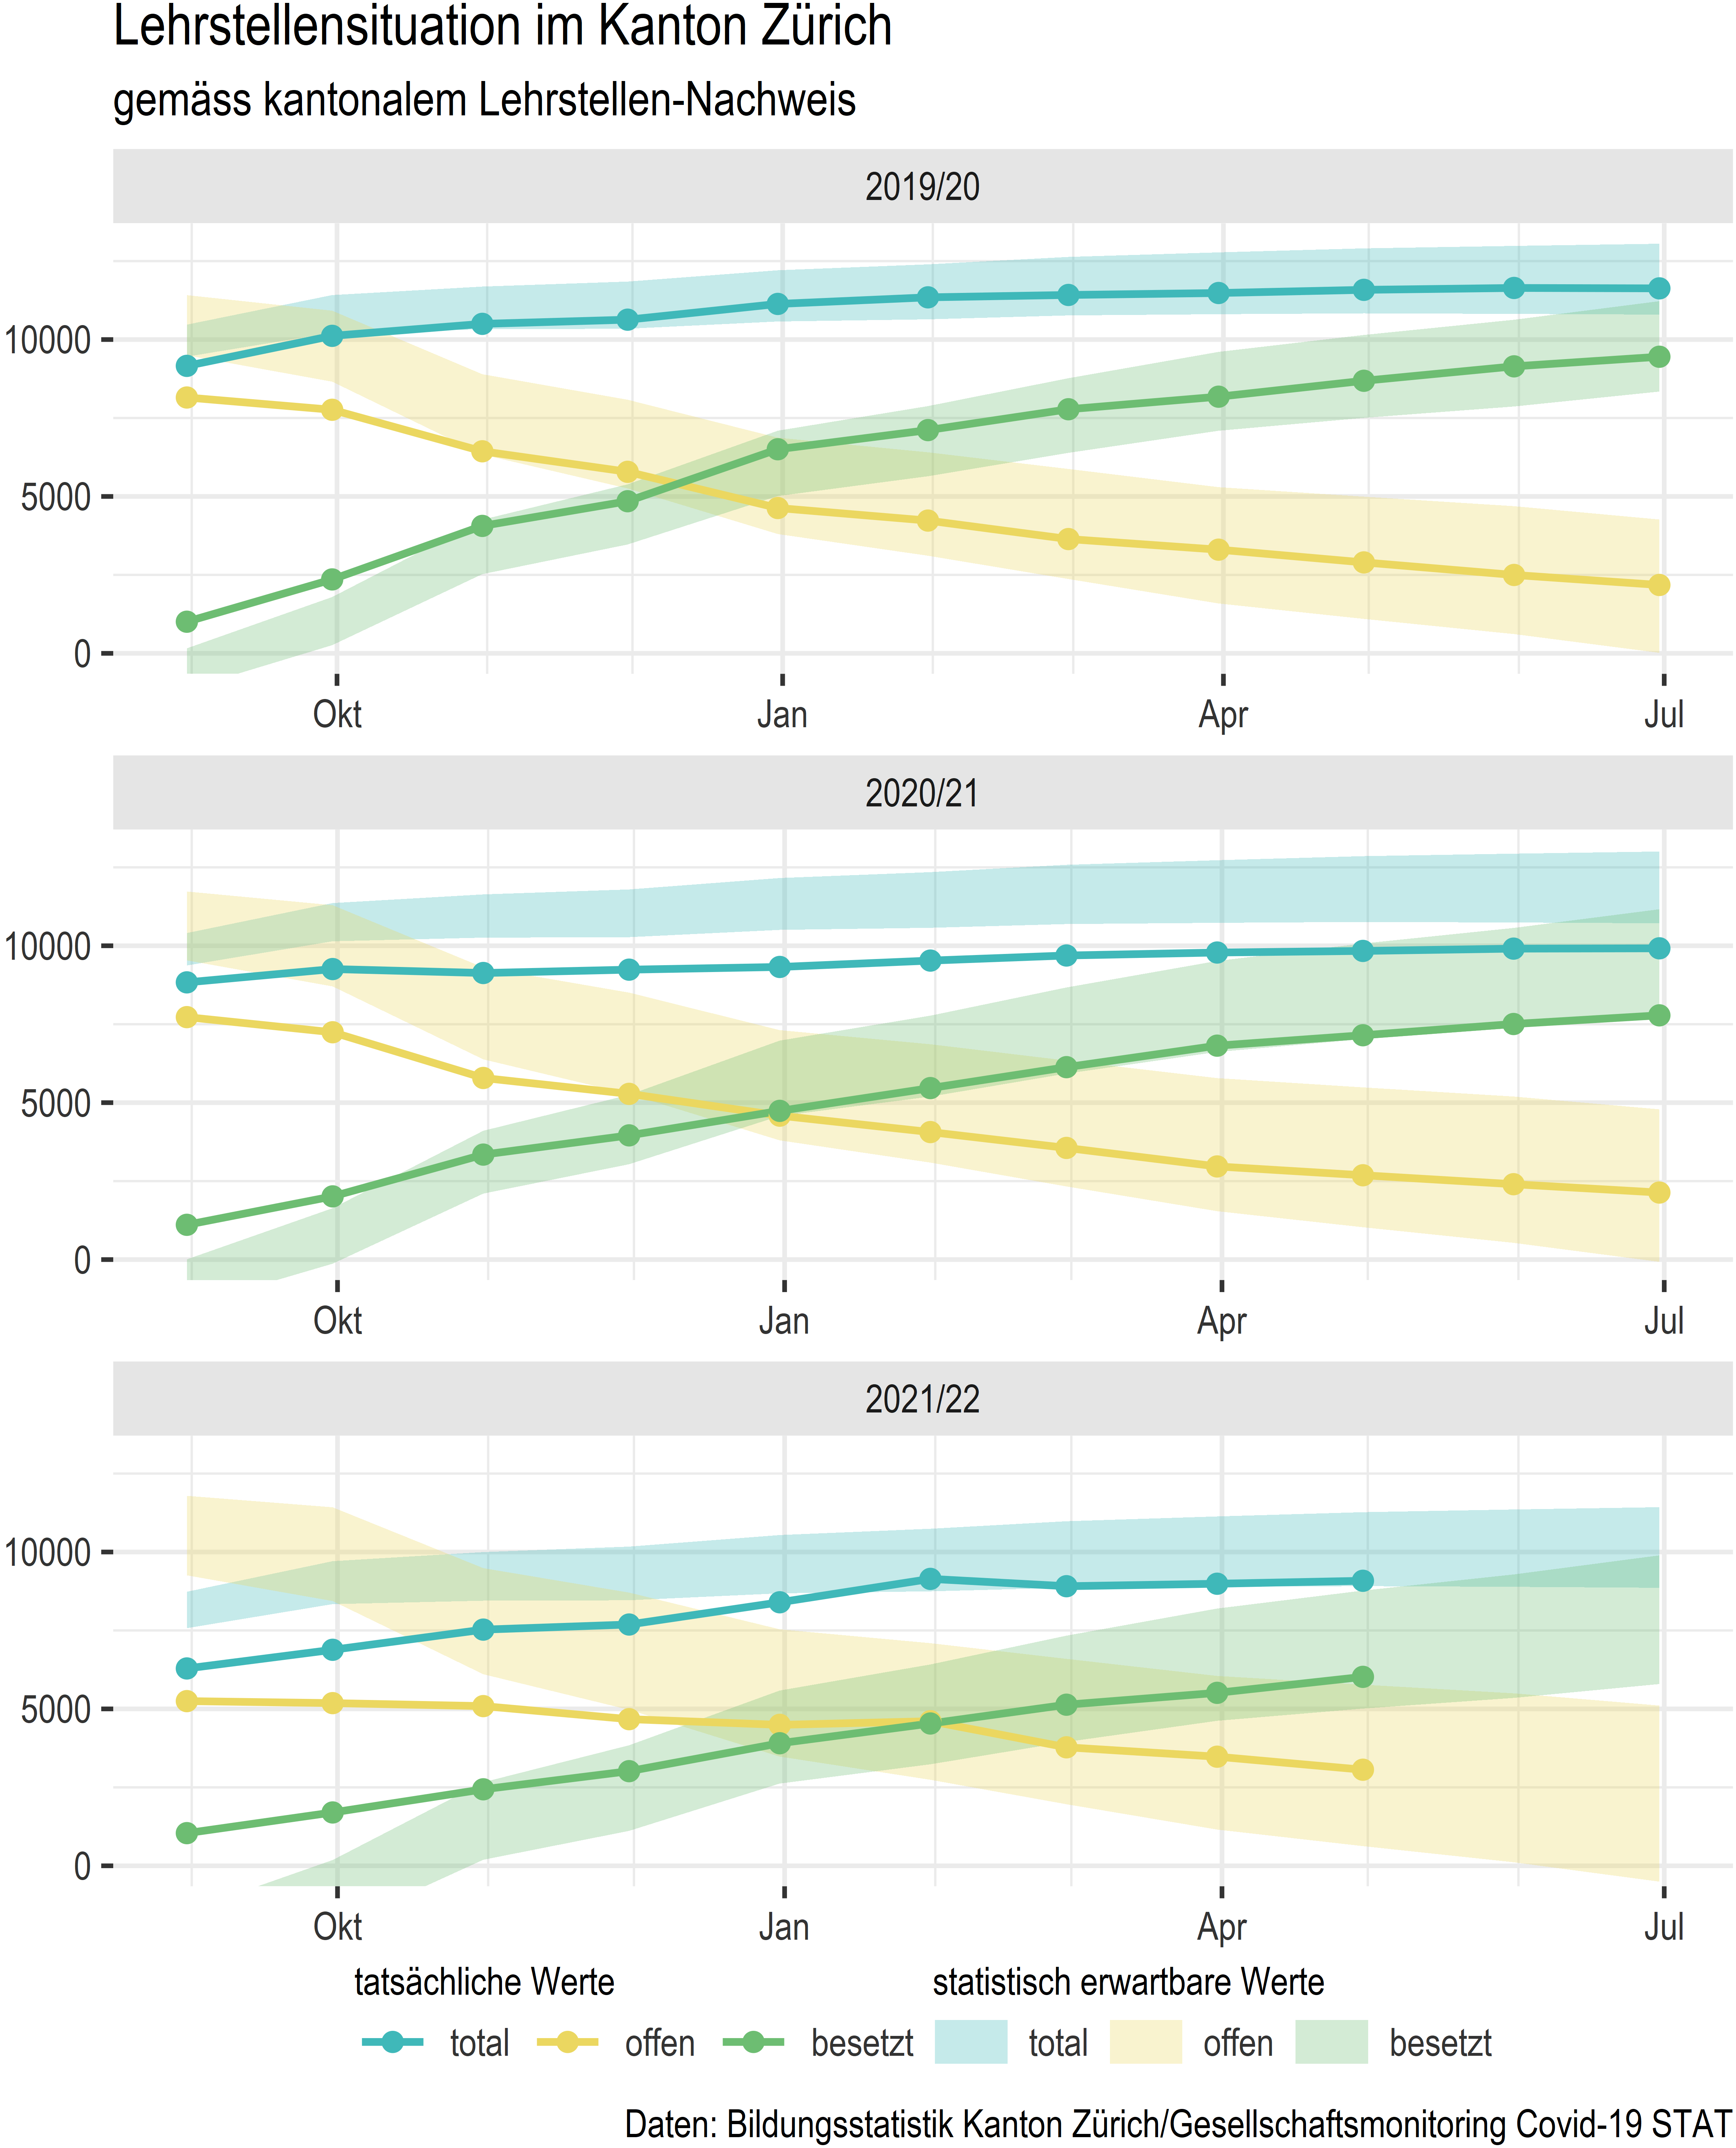 Lehrstellensituation im Kanton Zürich
gemäss kantonalem Lehrstellen-Nachweis
2019/20
10000
5000
0
Okt Jan Apr Jul
2020/21
10000
5000
0
Okt Jan Apr Jul
2021/22
10000
5000
0
Okt Jan Apr Jul
tatsächliche Werte statistisch erwartbare Werte
total offen besetzt total offen besetzt
Daten: Bildungsstatistik Kanton Zürich/Gesellschaftsmonitoring Covid-19 STAT